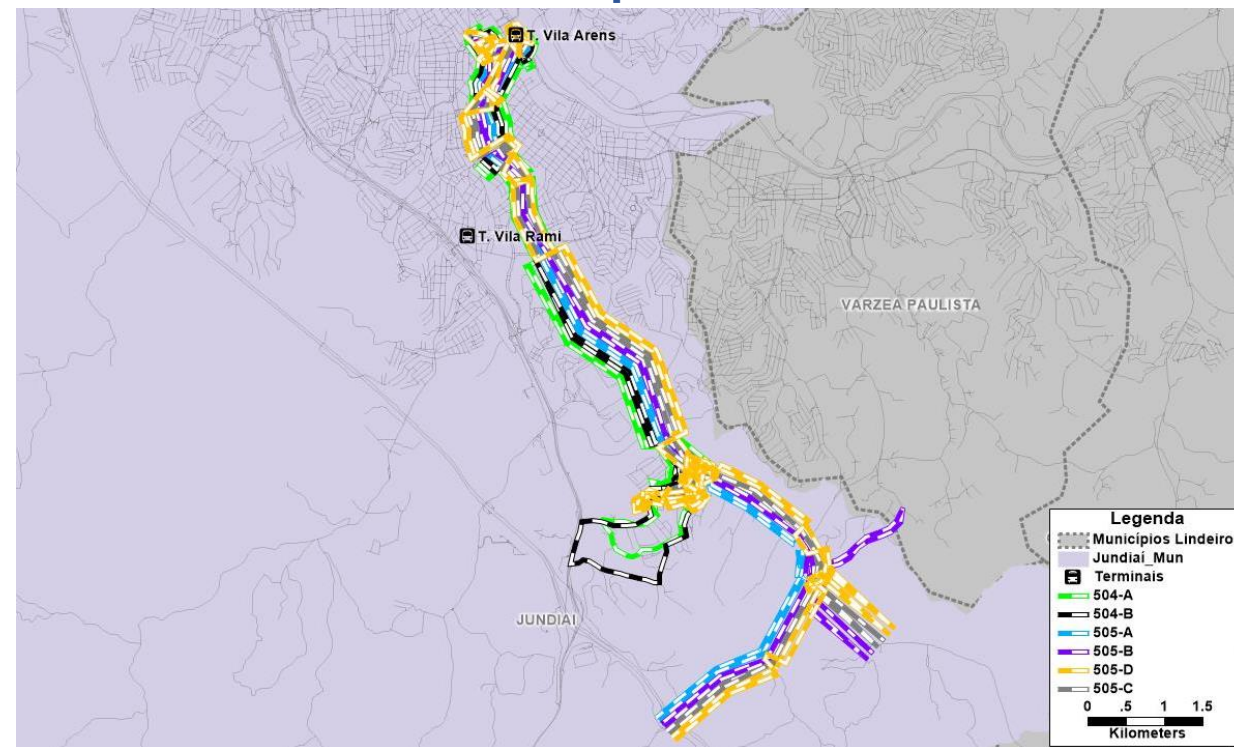 T. Vila Arens
T. Vila Rami
VARZEA PAULISTA
JUNDIAI
Legenda
Municípios Lindeiro
Jundiaí_Mun
Terminais
504-A
504-B
505-A
505-B
505-D
505-C
0 .5 1 1.5
Kilometers